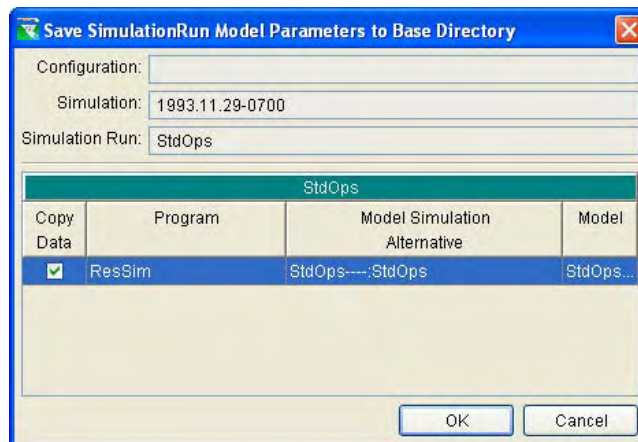 Save SimulationRun Model Parameters to Base Directory
Configuration:
Simulation: 1993.11.29-0700
Simulation Run: StdOps
StdOps
Copy Data Program Model Simulation Alternative Model
ResSim StdOps----:StdOps StdOps...
OK Cancel